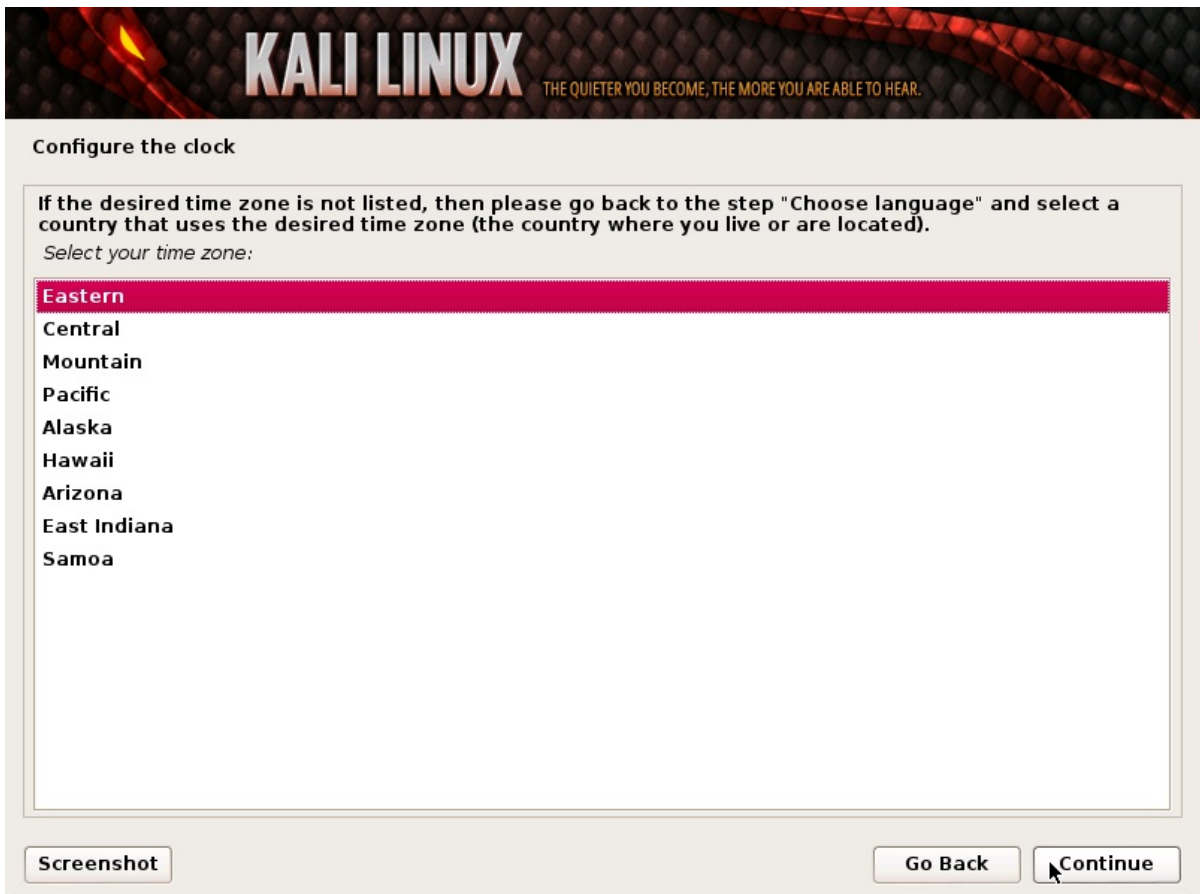 KALI LINUX THE QUIETER YOU BECOME, THE MORE YOU ARE ABLE TO HEAR.
Configure the clock
If the desired time zone is not listed, then please go back to the step "Choose language" and select a
country that uses the desired time zone (the country where you live or are located).
Select your time zone:
Eastern
Central
Mountain
Pacific
Alaska
Hawaii
Arizona
East Indiana
Samoa
Screenshot Go Back Continue